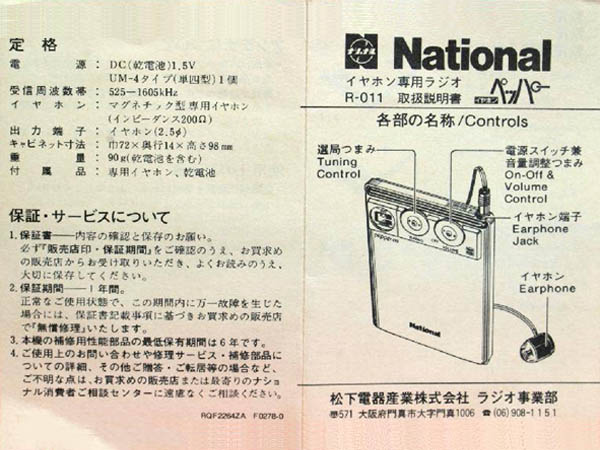 定格
電源：DC(乾電池)1.5V
UM-4タイプ(単四型)1個
受信周波数帯：525—1605kHz
イヤホン：マグネチック型専用イヤホン
(インピーダンス200Ω)
出力端子：イヤホン(2.5φ)
キャビネット寸法：巾72×奥行14×高さ98mm
重量：90g(乾電池を含む)
付属品：専用イヤホン、乾電池
保証・サービスについて
1.保証書——内容の確認と保存のお願い。
必ず『販売店印・保証期間』をご確認のうえ、お買求め
の販売店からお受け取りいただき、よくお読みのうえ、
大切に保存してください。
2.保証期間——1年間。
正常なご使用状態で、この期間内に万一故障を生じた
場合には、保証書記載事項に基づきお買求めの販売店
で『無償修理』いたします。
3.本機の補修用性能部品の最低保有期間は6年です。
4.ご使用上のお問い合わせや修理サービス・補修部品に
ついての詳細、その他ご贈答・ご転居等の場合など、
ご不明な点は、お買求めの販売店または最寄りのナショ
ナル消費者ご相談センターに遠慮なくご相談ください。
RQF2264ZA F0278-0
National
イヤホン専用ラジオ
R-011 取扱説明書 イヤホン ペッパー
各部の名称/Controls
選局つまみ
Tuning
Control
電源スイッチ兼
音量調整つまみ
On-Off &
Volume
Control
イヤホン端子
Earphone
Jack
イヤホン
Earphone
National
松下電器産業株式会社 ラジオ事業部
〠571 大阪府門真市大字門真1006 ☎(06)908-1151